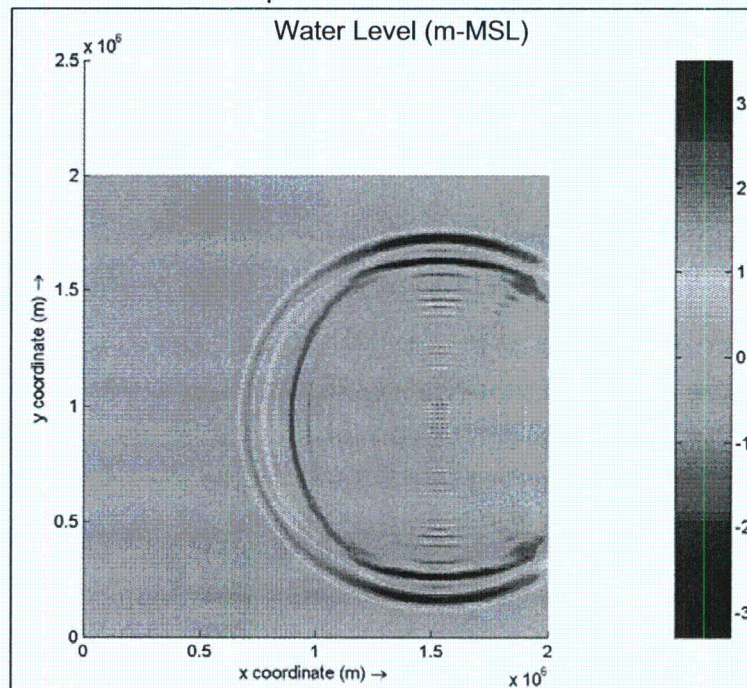 Water Level (m-MSL)
x 10⁶
2.5
2
1.5
1
0.5
0
y coordinate (m) →
0 0.5 1 1.5 2
x coordinate (m) →
x 10⁶
3
2
1
0
-1
-2
-3